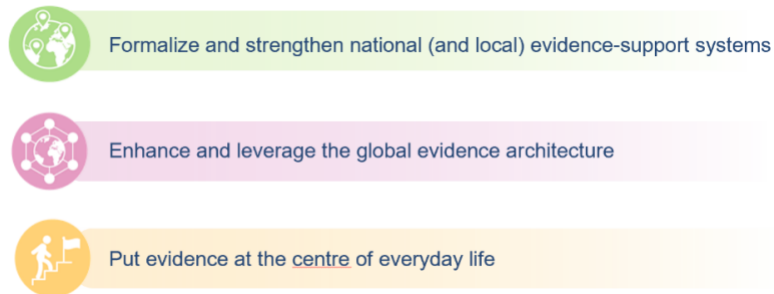 Formalize and strengthen national (and local) evidence-support systems
Enhance and leverage the global evidence architecture
Put evidence at the centre of everyday life